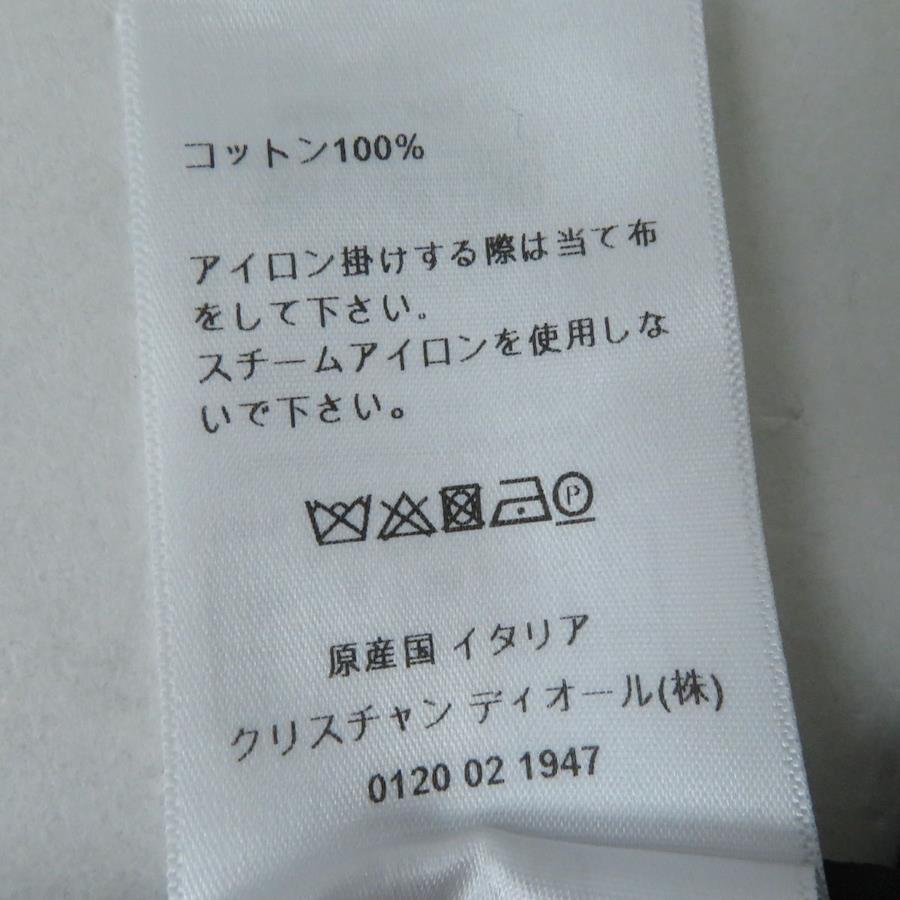 コットン100%
アイロン掛けする際は当て布
をして下さい。
スチームアイロンを使用しな
いで下さい。
P
原産国 イタリア
クリスチャン ディオール(株)
0120 02 1947